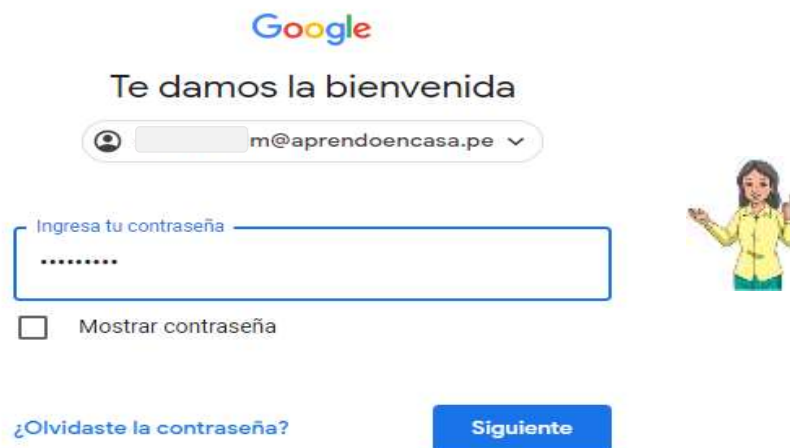 Google
Te damos la bienvenida
m@aprendoencasa.pe
Ingresa tu contraseña
•••••••••
Mostrar contraseña
¿Olvidaste la contraseña?
Siguiente